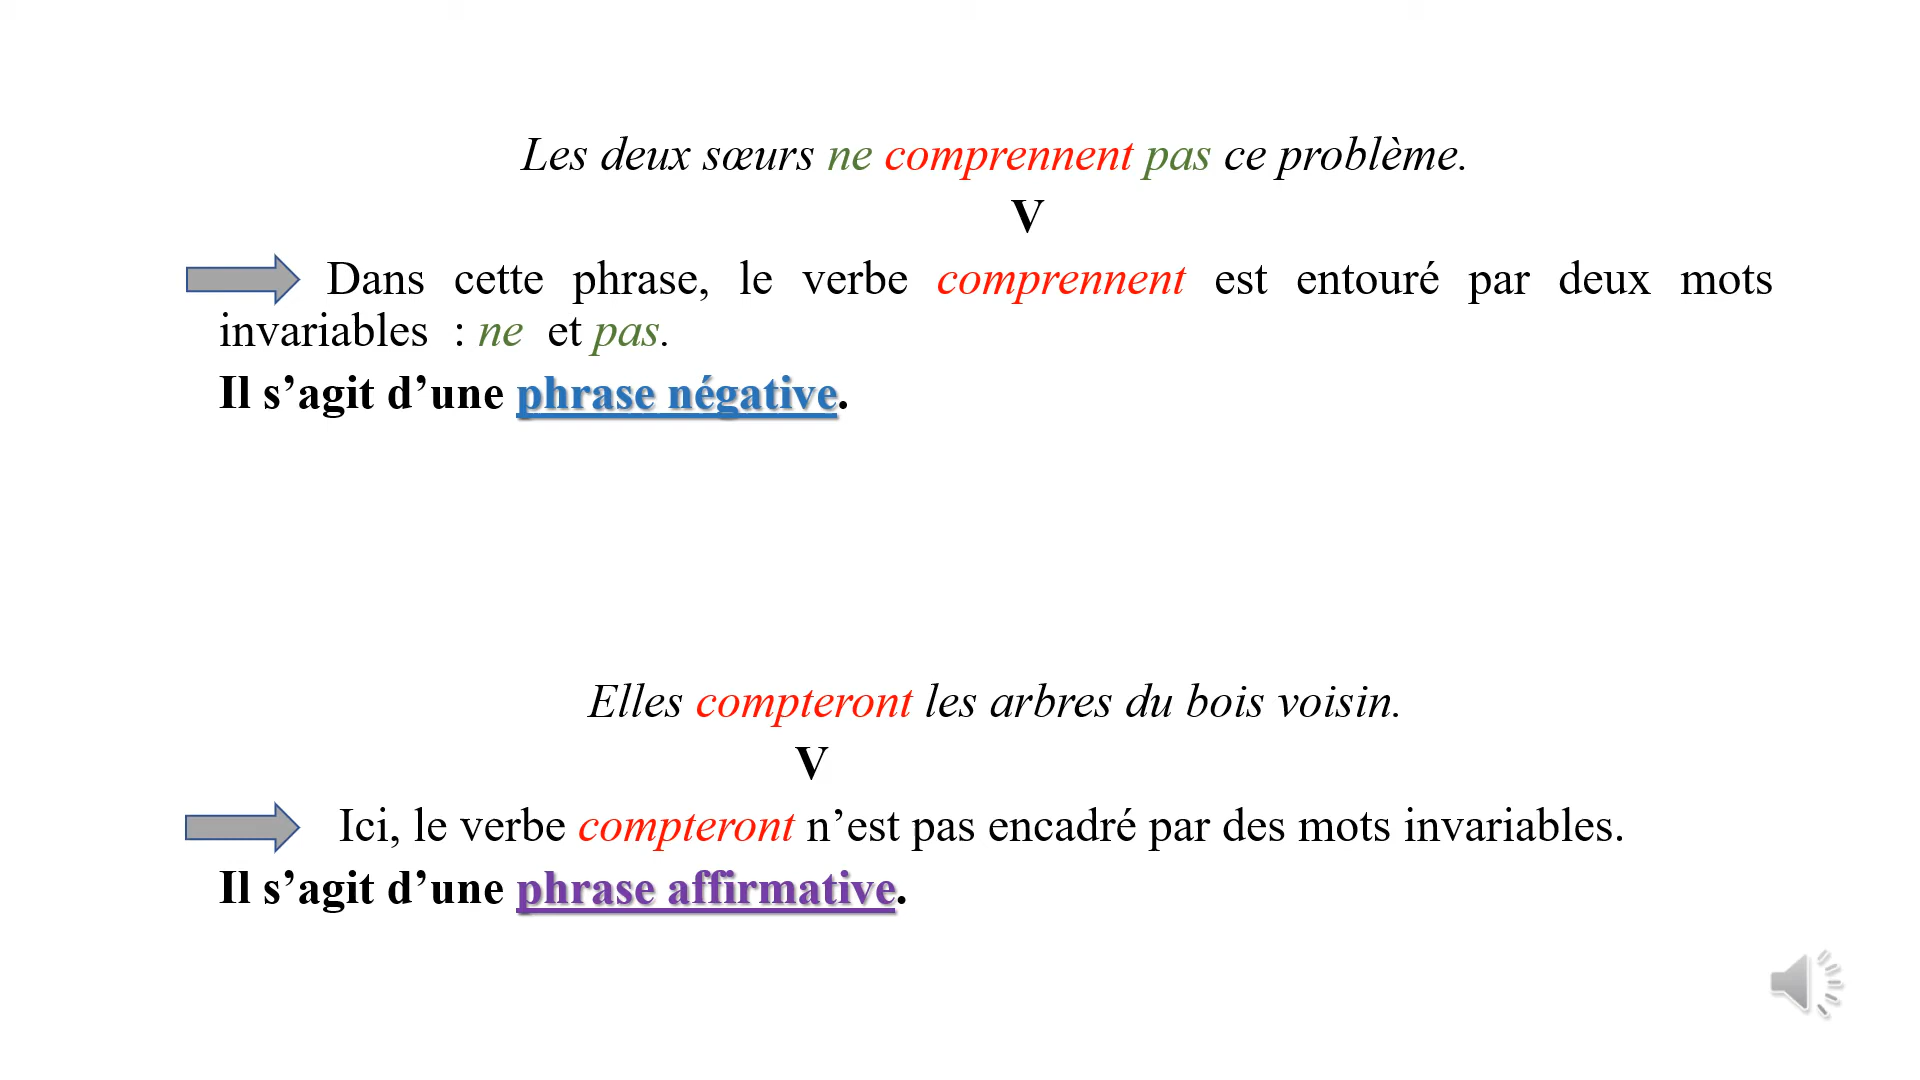 Les deux sœurs ne comprennent pas ce problème.
V
Dans cette phrase, le verbe comprennent est entouré par deux mots
invariables : ne et pas.
Il s’agit d’une phrase négative.
Elles compteront les arbres du bois voisin.
V
Ici, le verbe compteront n’est pas encadré par des mots invariables.
Il s’agit d’une phrase affirmative.